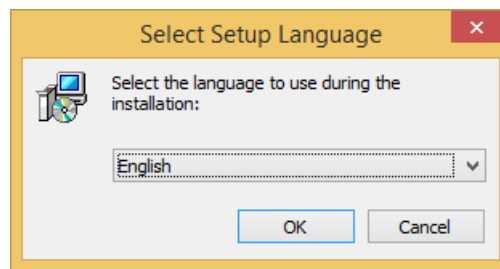 Select Setup Language
Select the language to use during the
installation:
English
OK
Cancel